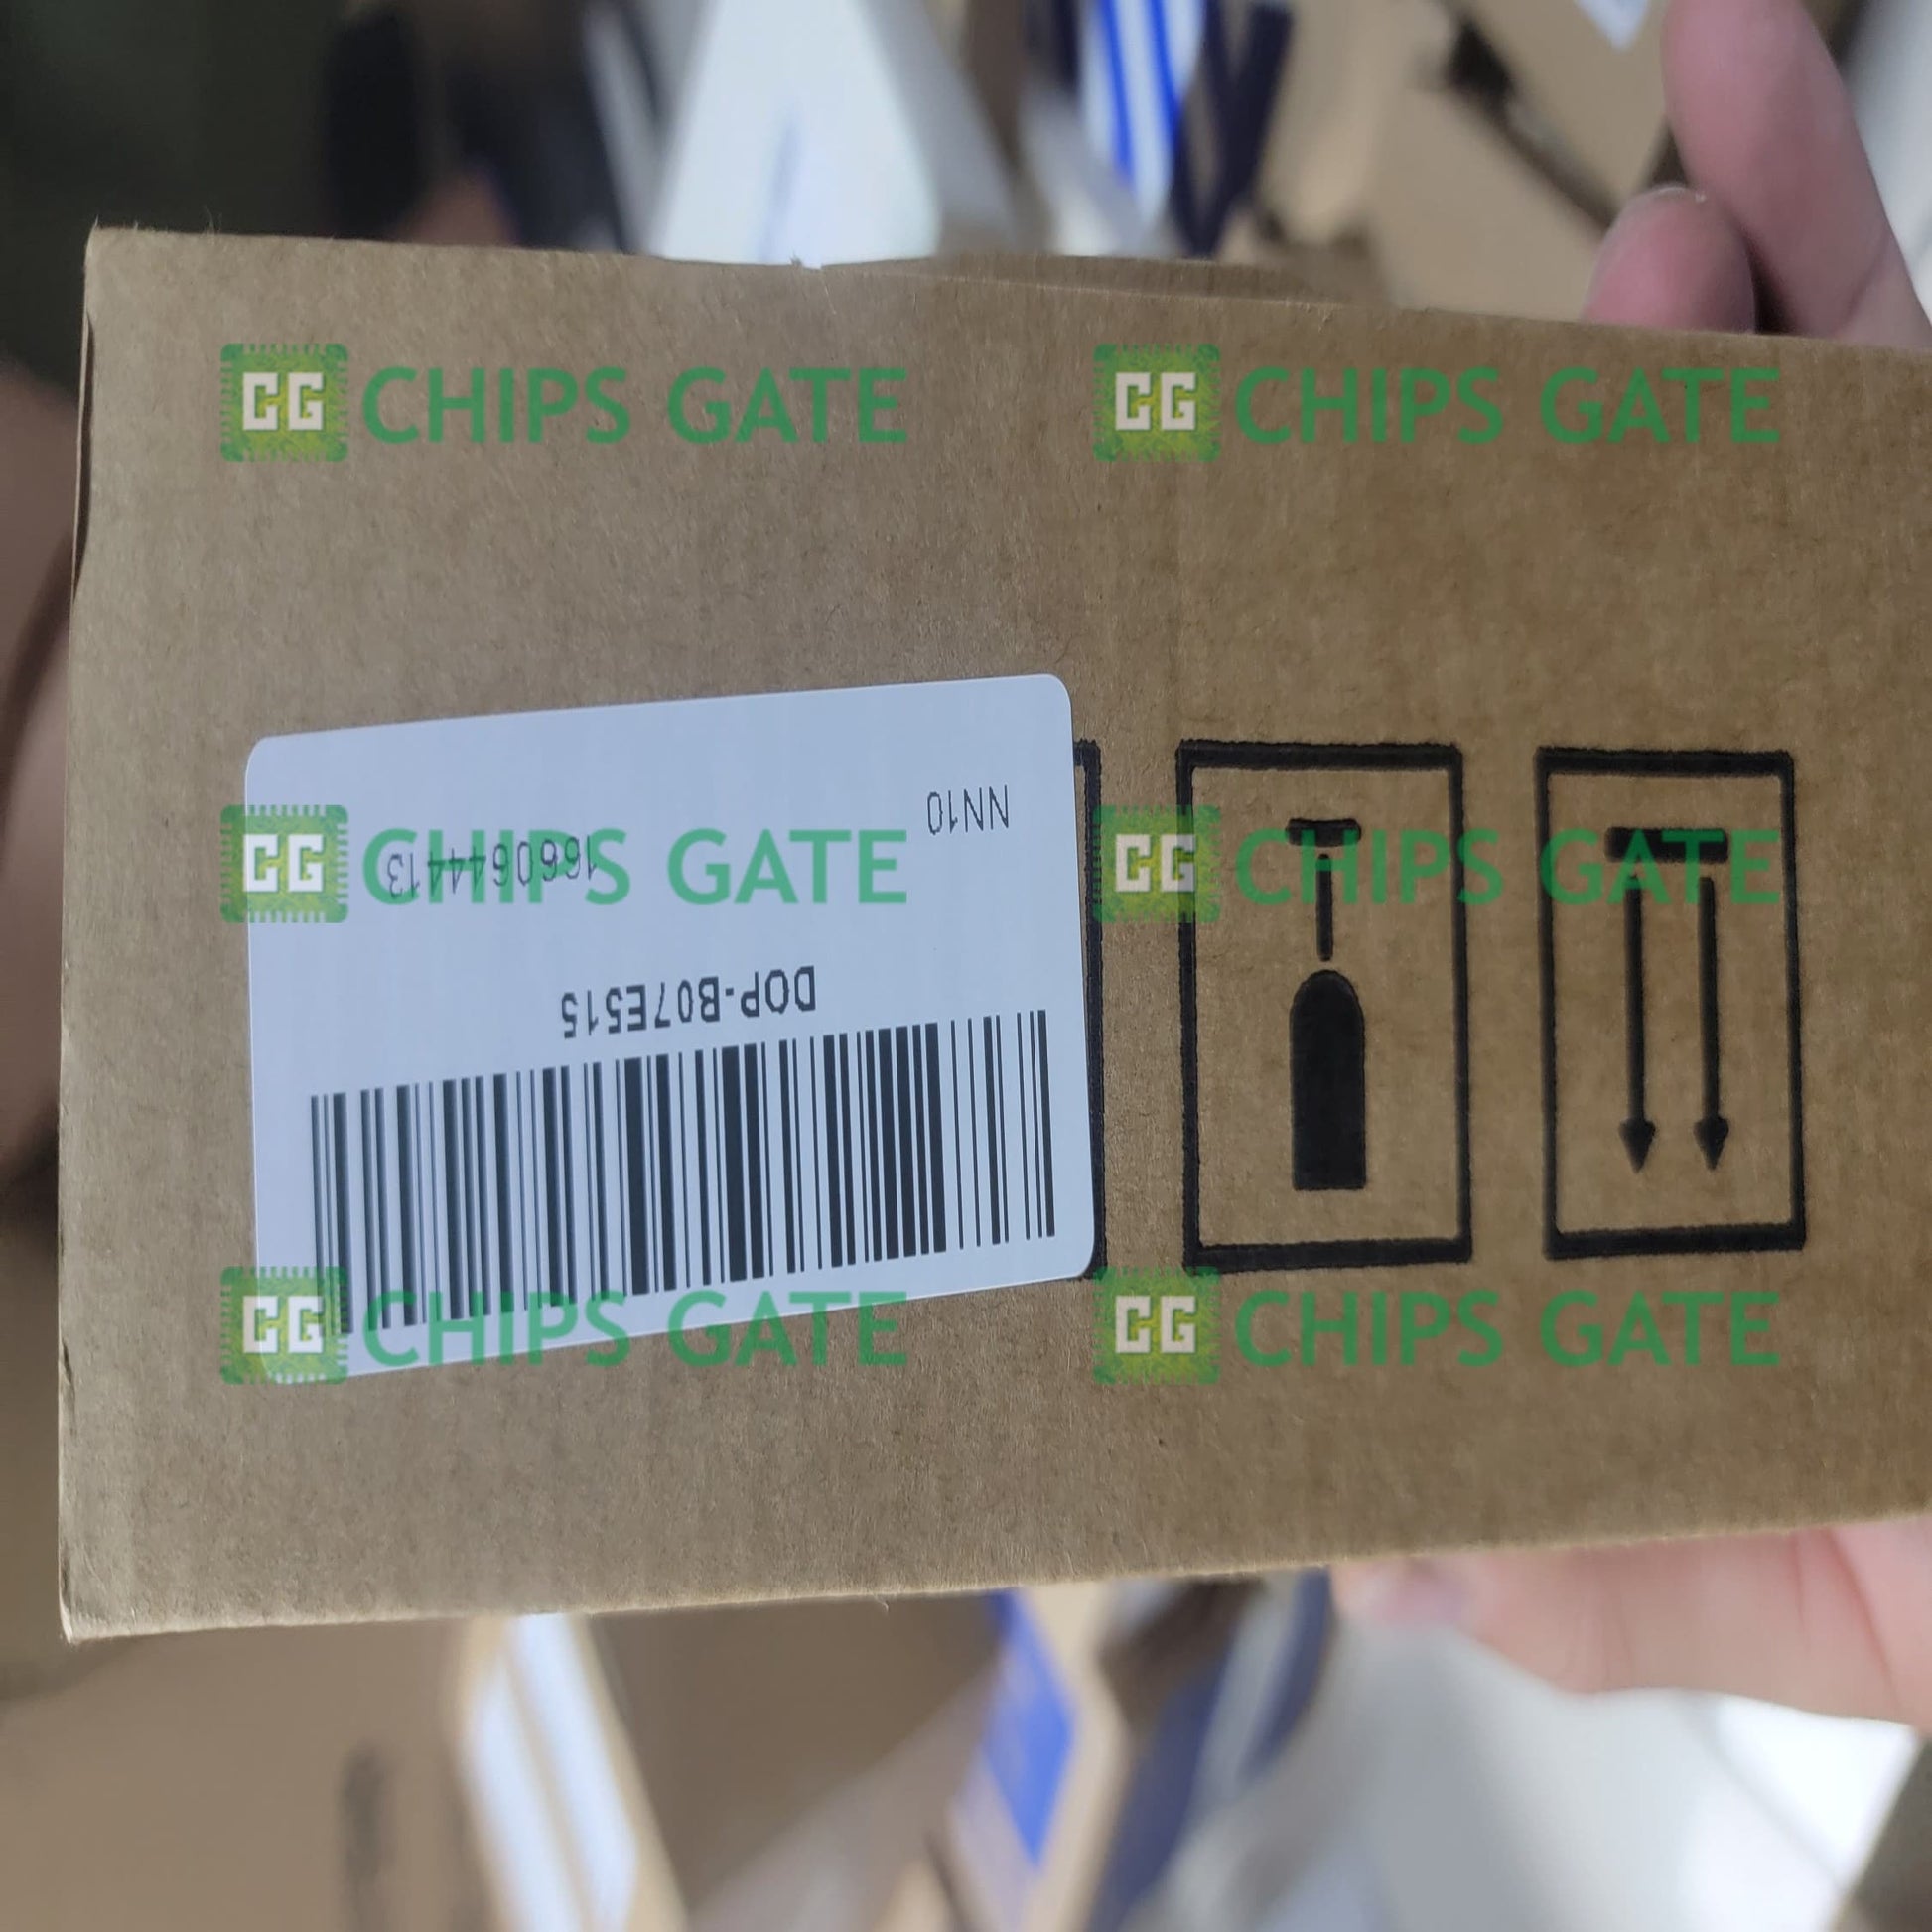 CG CHIPS GATE
CG CHIPS GATE
DOP-B07E515
1660644413
NN10
CG CHIPS GATE
CG CHIPS GATE
CG CHIPS GATE
CG CHIPS GATE